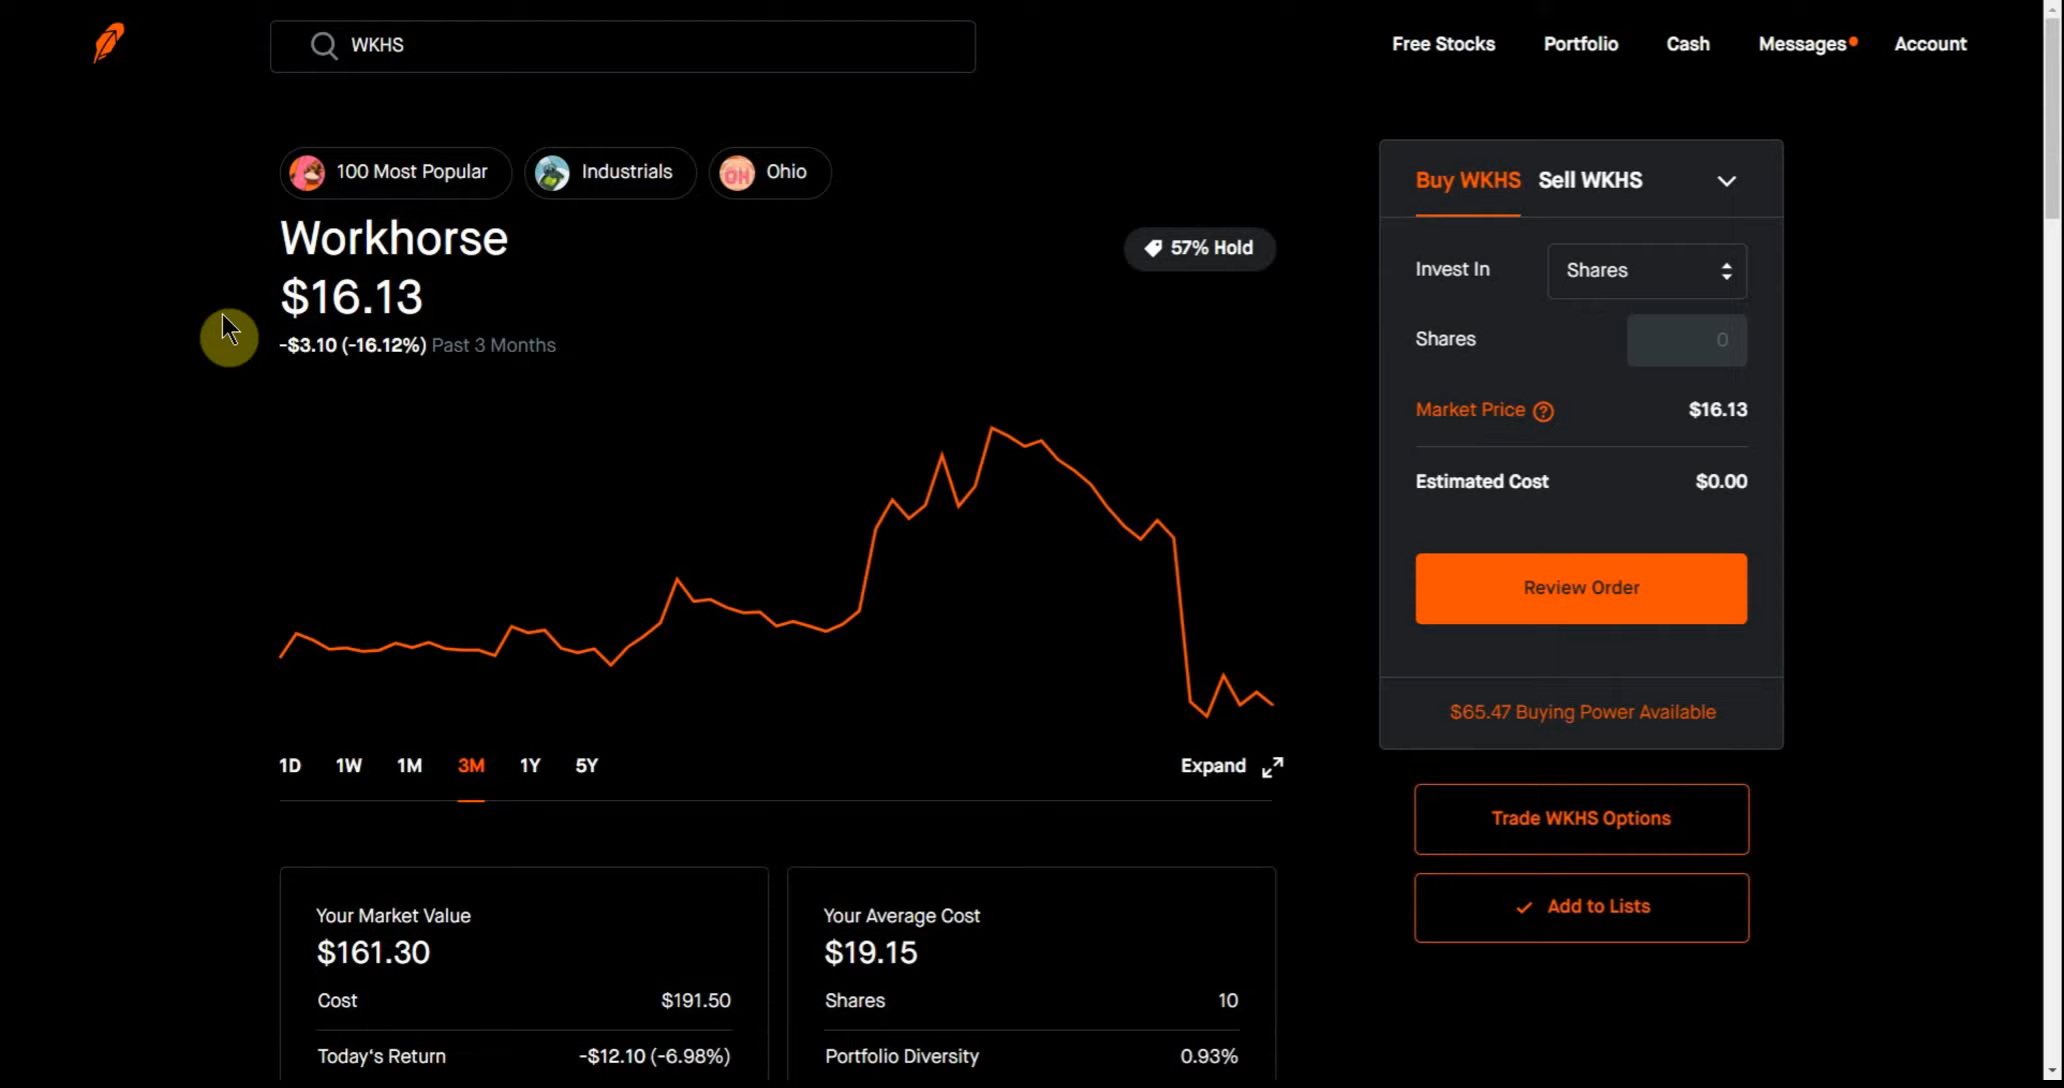 WKHS
Free Stocks Portfolio Cash Messages Account
100 Most Popular Industrials OH Ohio
Workhorse
57% Hold
$16.13
-$3.10 (-16.12%) Past 3 Months
1D 1W 1M 3M 1Y 5Y
Expand
Your Market Value
$161.30
Cost $191.50
Today's Return -$12.10 (-6.98%)
Your Average Cost
$19.15
Shares 10
Portfolio Diversity 0.93%
Buy WKHS Sell WKHS
Invest In Shares
Shares 0
Market Price ? $16.13
Estimated Cost $0.00
Review Order
$65.47 Buying Power Available
Trade WKHS Options
Add to Lists